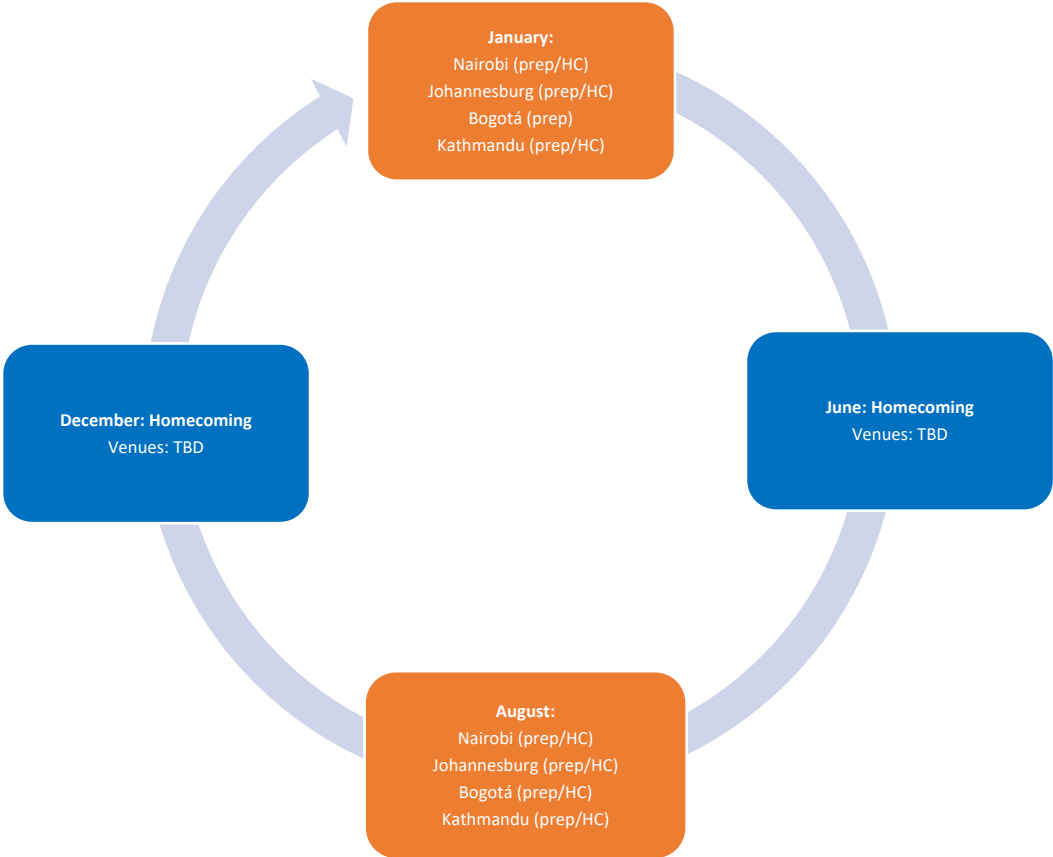 January:
Nairobi (prep/HC)
Johannesburg (prep/HC)
Bogotá (prep)
Kathmandu (prep/HC)
June: Homecoming
Venues: TBD
August:
Nairobi (prep/HC)
Johannesburg (prep/HC)
Bogotá (prep/HC)
Kathmandu (prep/HC)
December: Homecoming
Venues: TBD